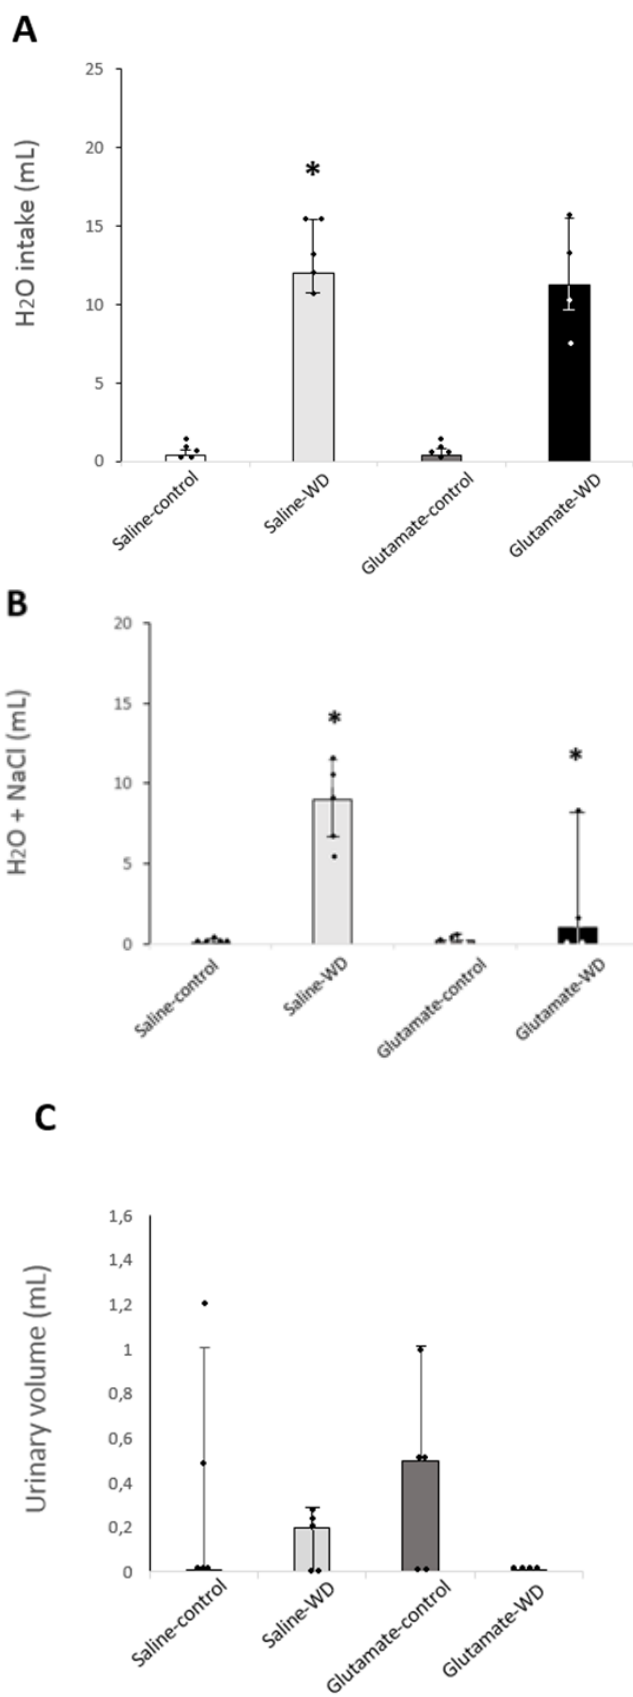 A
H2O intake (mL)
25
20
15
10
5
0
*
Saline-control
Saline-WD
Glutamate-control
Glutamate-WD
B
H2O + NaCl (mL)
20
15
10
5
0
*
*
Saline-control
Saline-WD
Glutamate-control
Glutamate-WD
C
Urinary volume (mL)
1,6
1,4
1,2
1
0,8
0,6
0,4
0,2
0
Saline-control
Saline-WD
Glutamate-control
Glutamate-WD